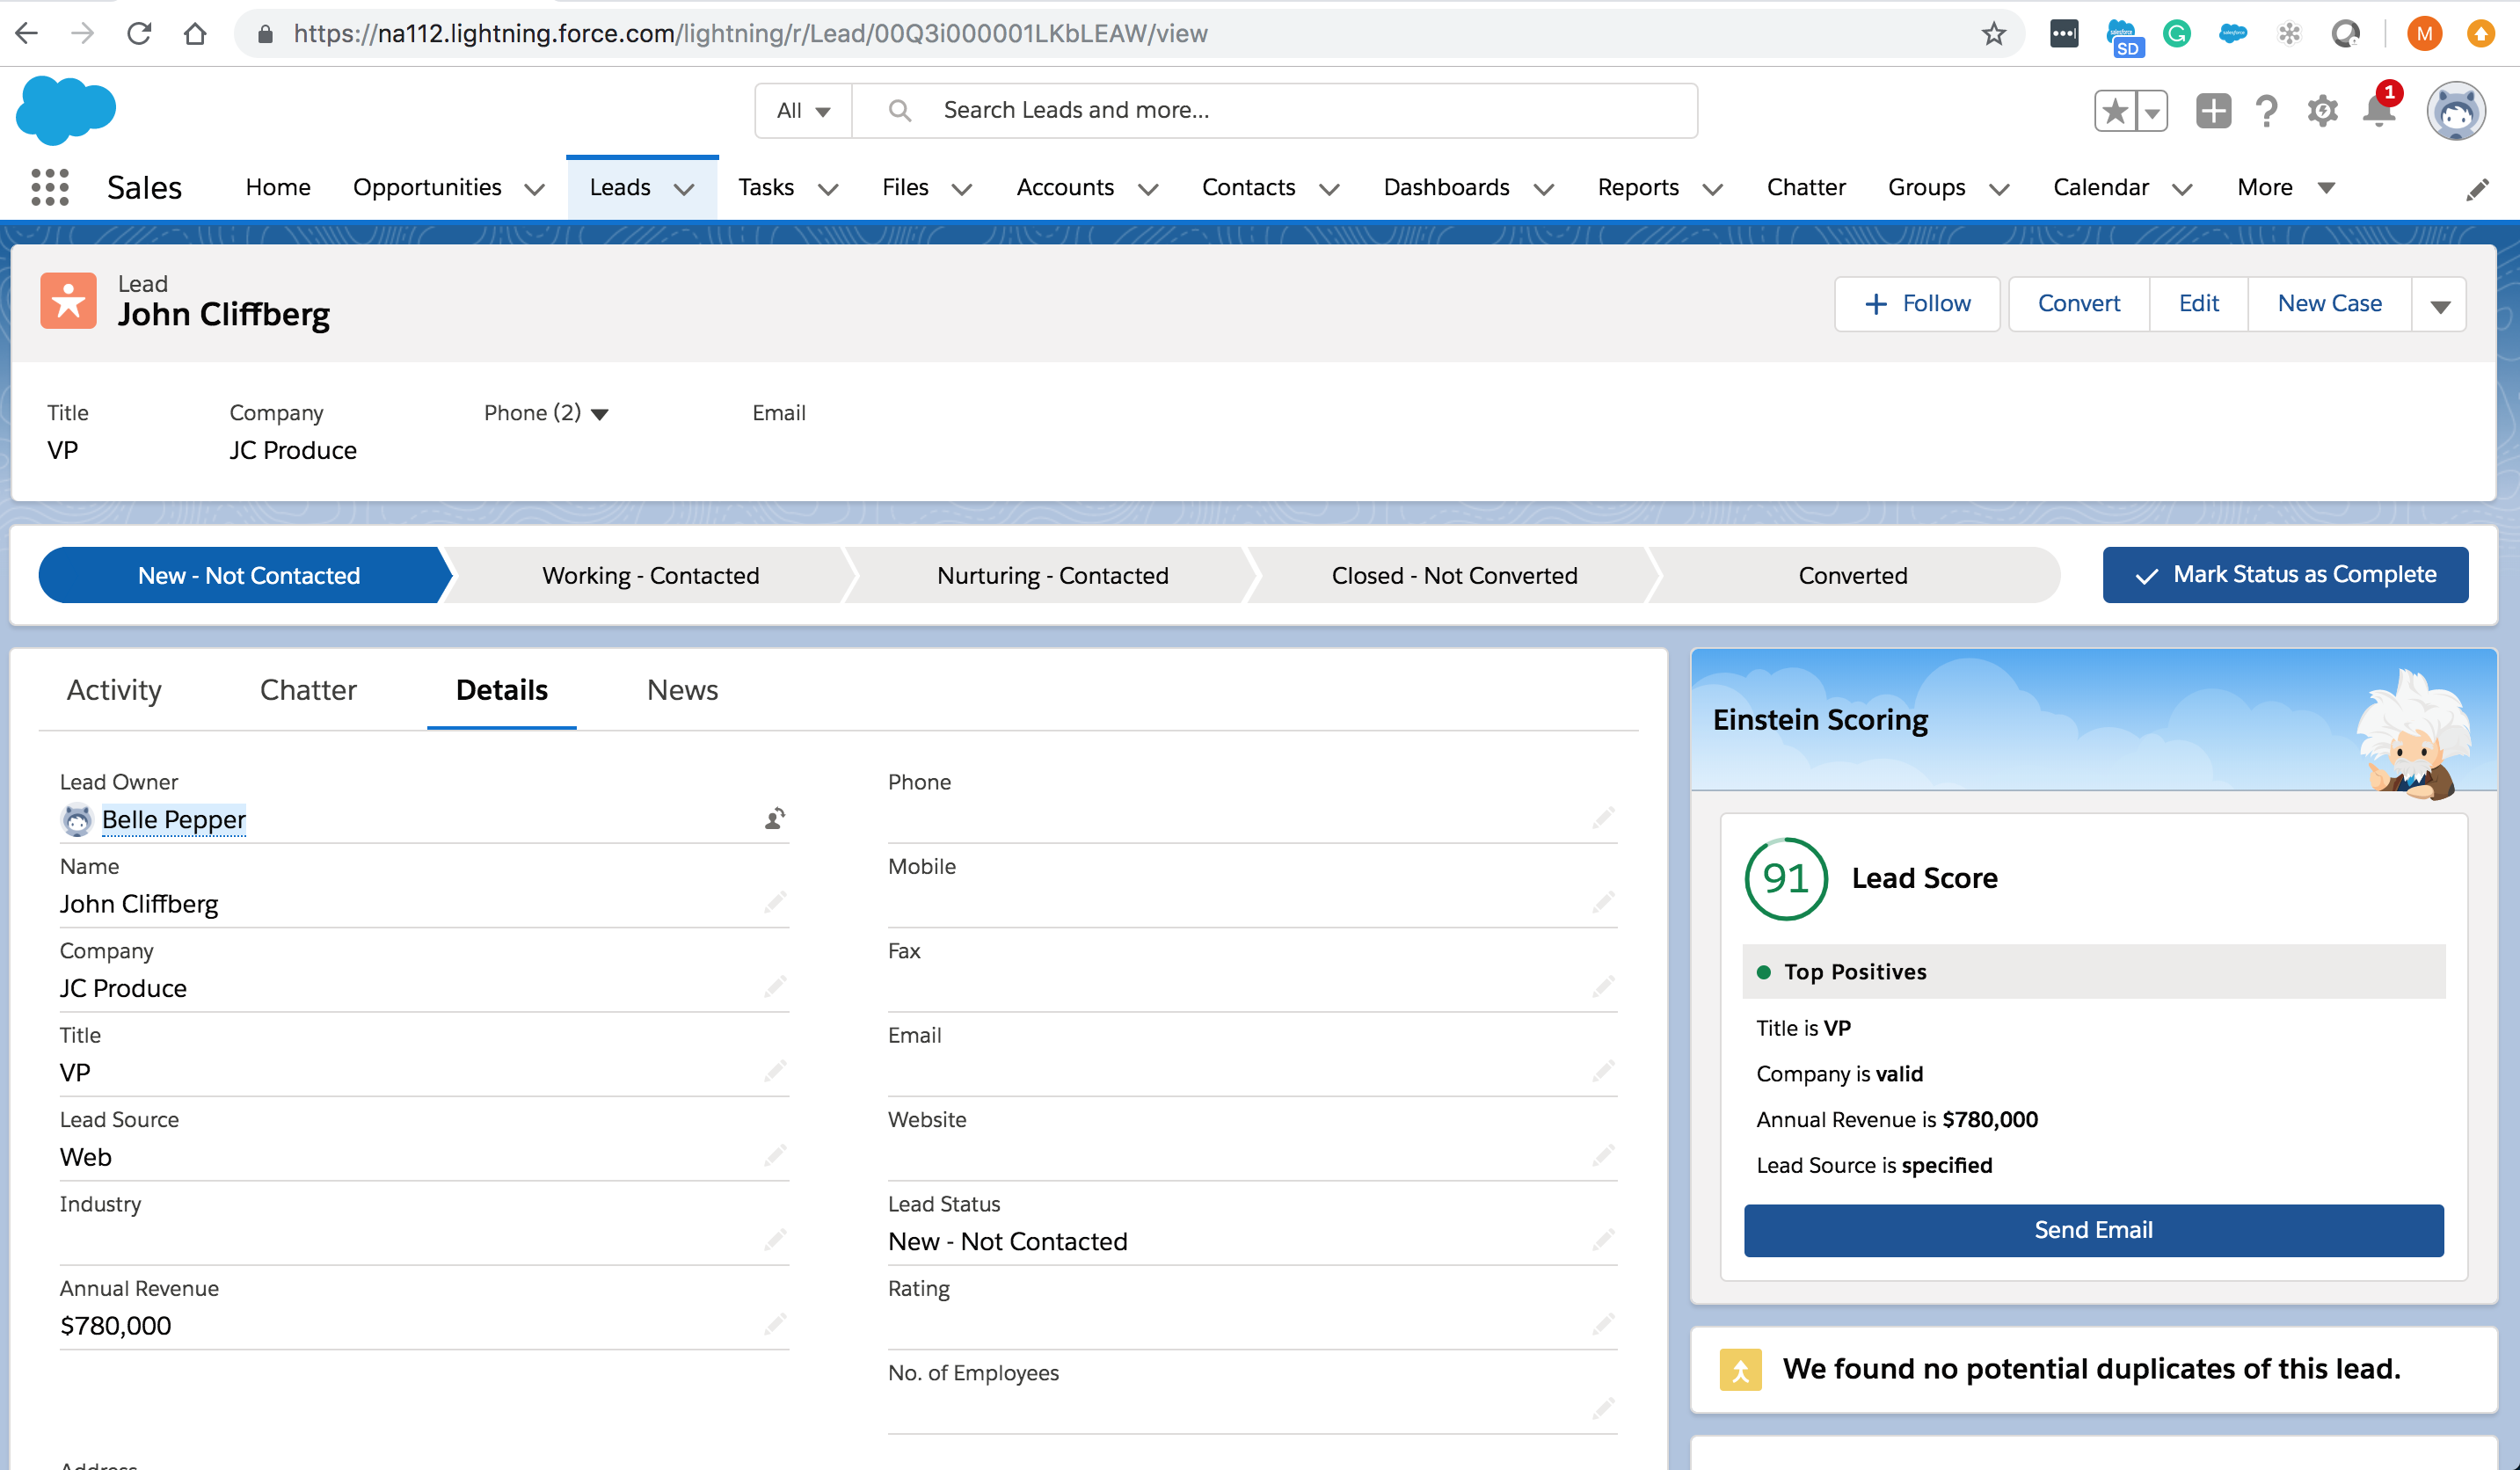 https://na112.lightning.force.com/lightning/r/Lead/00Q3i000001LKbLEAW/view
salesforce
SD
M
All
Search Leads and more...
1
Sales
Home
Opportunities
Leads
Tasks
Files
Accounts
Contacts
Dashboards
Reports
Chatter
Groups
Calendar
More
Lead
John Cliffberg
Follow
Convert
Edit
New Case
Title
Company
Phone (2)
Email
VP
JC Produce
New - Not Contacted
Working - Contacted
Nurturing - Contacted
Closed - Not Converted
Converted
Mark Status as Complete
Activity
Chatter
Details
News
Lead Owner
Belle Pepper
Name
John Cliffberg
Company
JC Produce
Title
VP
Lead Source
Web
Industry
Annual Revenue
$780,000
Address
Phone
Mobile
Fax
Email
Website
Lead Status
New - Not Contacted
Rating
No. of Employees
Einstein Scoring
91
Lead Score
Top Positives
Title is VP
Company is valid
Annual Revenue is $780,000
Lead Source is specified
Send Email
We found no potential duplicates of this lead.